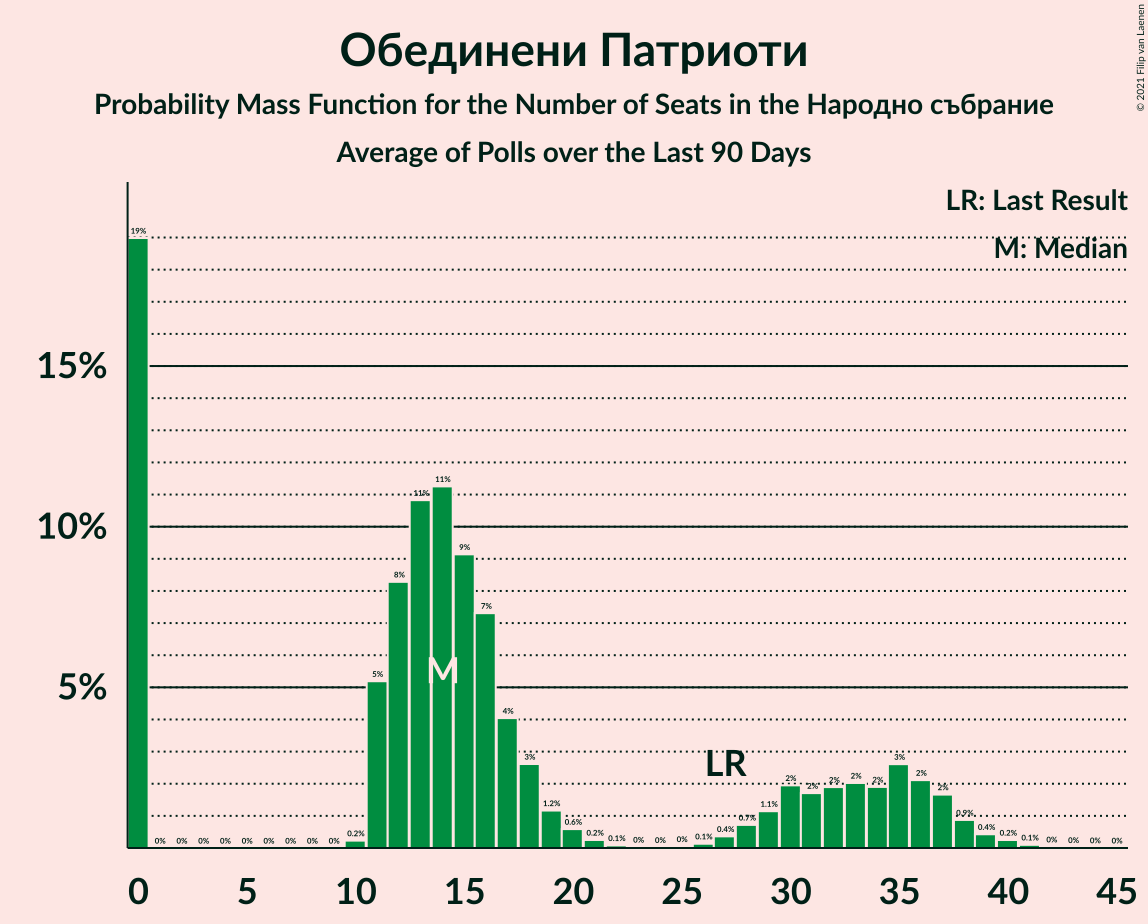 Обединени Патриоти
Probability Mass Function for the Number of Seats in the Народно събрание
Average of Polls over the Last 90 Days
© 2021 Filip van Laenen
LR: Last Result
M: Median
19%
15%
11% 11%
10%
9%
8%
7%
5%
5%
M
4%
3%
LR
3%
2% 2% 2% 2% 2% 2% 2%
1.2% 0.6% 0.2% 0.1% 0% 0% 0% 0.1% 0.4% 0.7% 1.1%
0.9% 0.4% 0.2% 0.1% 0% 0% 0% 0%
0% 0% 0% 0% 0% 0% 0% 0% 0% 0.2%
0 5 10 15 20 25 30 35 40 45